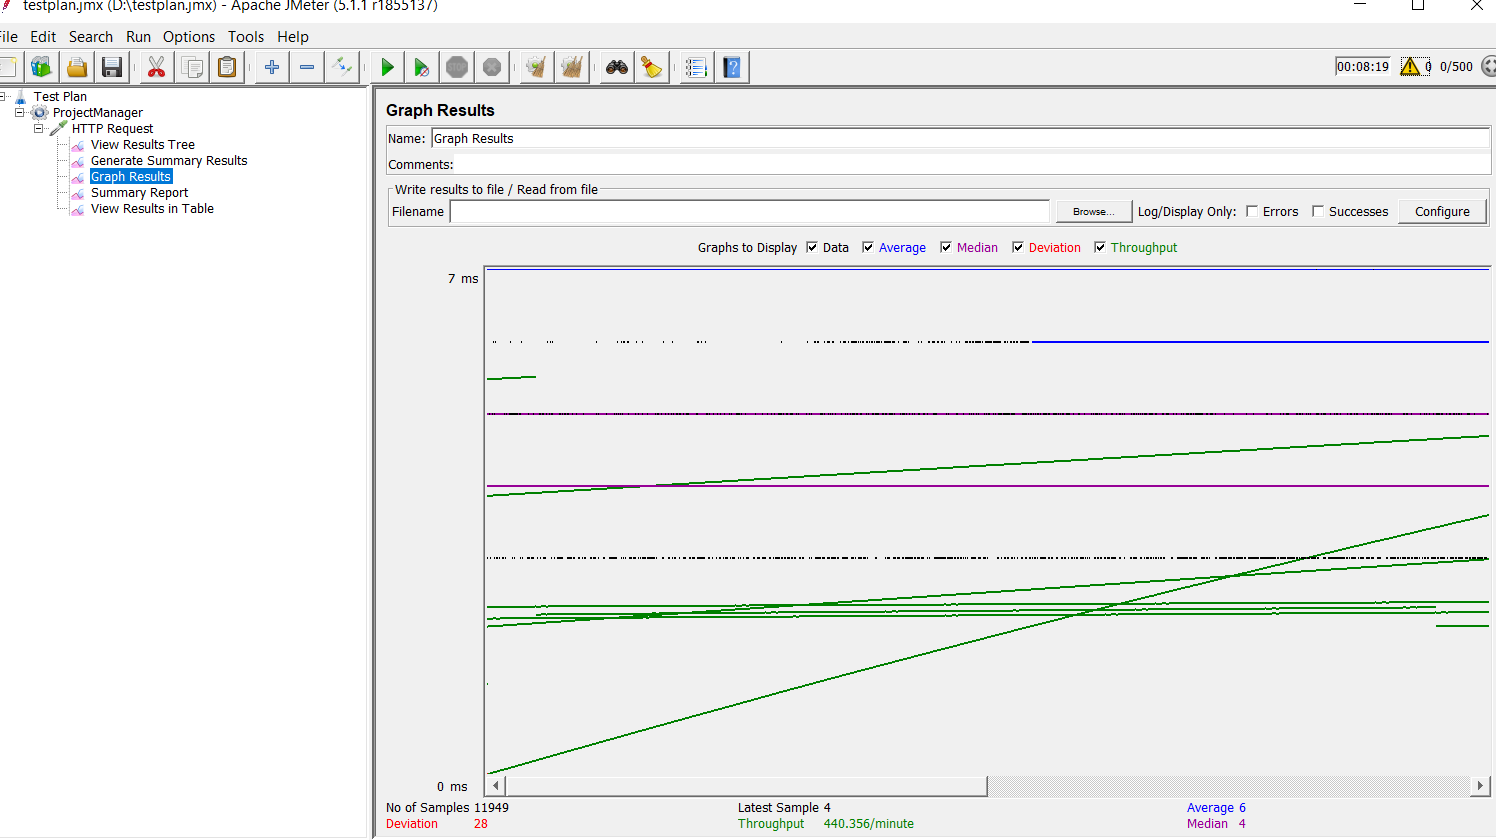 testplan.jmx (D:\testplan.jmx) - Apache JMeter (5.1.1 r1855137)
File Edit Search Run Options Tools Help
00:08:19 0 0/500
Test Plan
ProjectManager
HTTP Request
View Results Tree
Generate Summary Results
Graph Results
Summary Report
View Results in Table
Graph Results
Name: Graph Results
Comments:
Write results to file / Read from file
Filename Browse... Log/Display Only: Errors Successes Configure
Graphs to Display Data Average Median Deviation Throughput
7 ms
0 ms
No of Samples 11949 Latest Sample 4 Average 6
Deviation 28 Throughput 440.356/minute Median 4